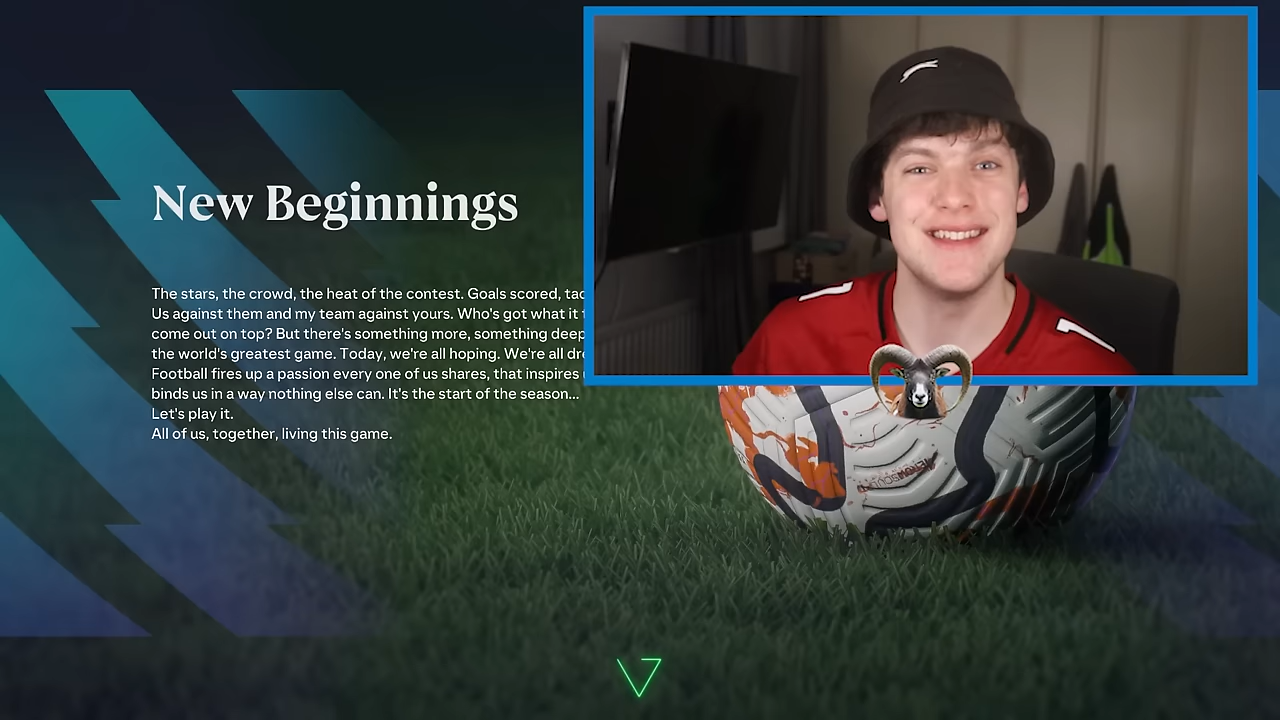 New Beginnings
The stars, the crowd, the heat of the contest. Goals scored,
Us against them and my team against yours. Who's got what it
come out on top? But there's something more, something
the world's greatest game. Today, we're all hoping. We're all
Football fires up a passion every one of us shares, that inspires
binds us in a way nothing else can. It's the start of the season...
Let's play it.
All of us, together, living this game.
1
1